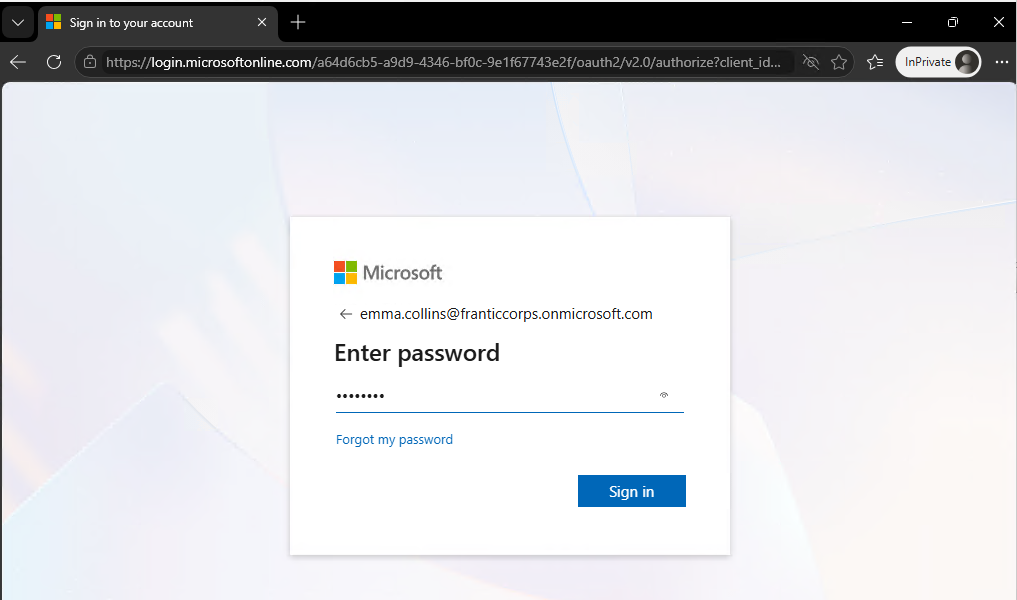 Sign in to your account
https://login.microsoftonline.com/a64d6cb5-a9d9-4346-bf0c-9e1f67743e2f/oauth2/v2.0/authorize?client_id...
InPrivate
Microsoft
emma.collins@franticcorps.onmicrosoft.com
Enter password
••••••••
Forgot my password
Sign in